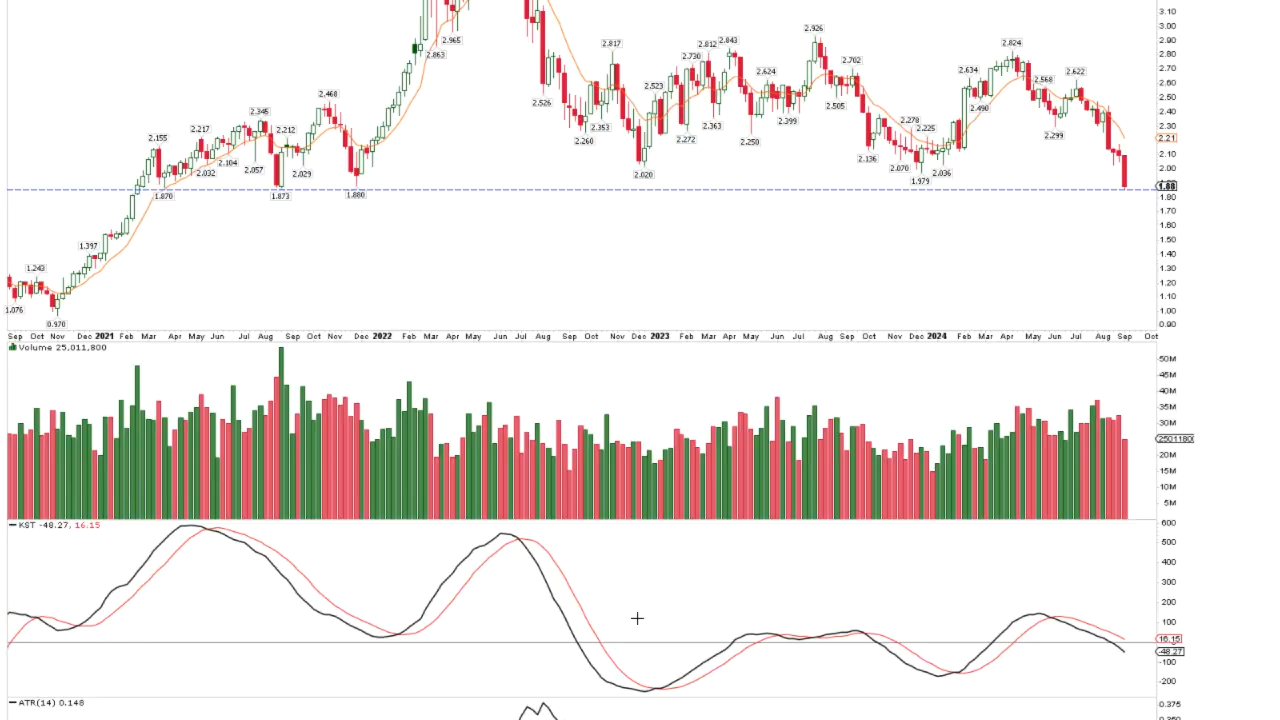 3.10
3.00
2.965 2.817 2.812 2.843 2.926 2.824 2.90
2.863 2.730 2.702 2.80
2.634 2.568 2.622 2.70
2.468 2.526 2.523 2.624 2.505 2.60
2.345 2.353 2.363 2.399 2.490 2.50
2.155 2.217 2.212 2.260 2.272 2.250 2.278 2.225 2.299 2.40
2.30
2.21
2.104 2.136 2.10
2.032 2.057 2.029 2.020 2.070 1.979 2.036 2.00
1.870 1.873 1.880 1.88
1.80
1.70
1.60
1.50
1.397 1.40
1.243 1.30
1.20
1.076 1.10
0.970 1.00
0.90
Sep Oct Nov Dec 2021 Feb Mar Apr May Jun Jul Aug Sep Oct Nov Dec 2022 Feb Mar Apr May Jun Jul Aug Sep Oct Nov Dec 2023 Feb Mar Apr May Jun Jul Aug Sep Oct Nov Dec 2024 Feb Mar Apr May Jun Jul Aug Sep Oct
Volume 25,011,800
50M
45M
40M
35M
30M
2501180
20M
15M
10M
5M
KST -48.27, 16.15
600
500
400
300
200
100
16.15
-48.27
-100
-200
ATR(14) 0.148
0.375